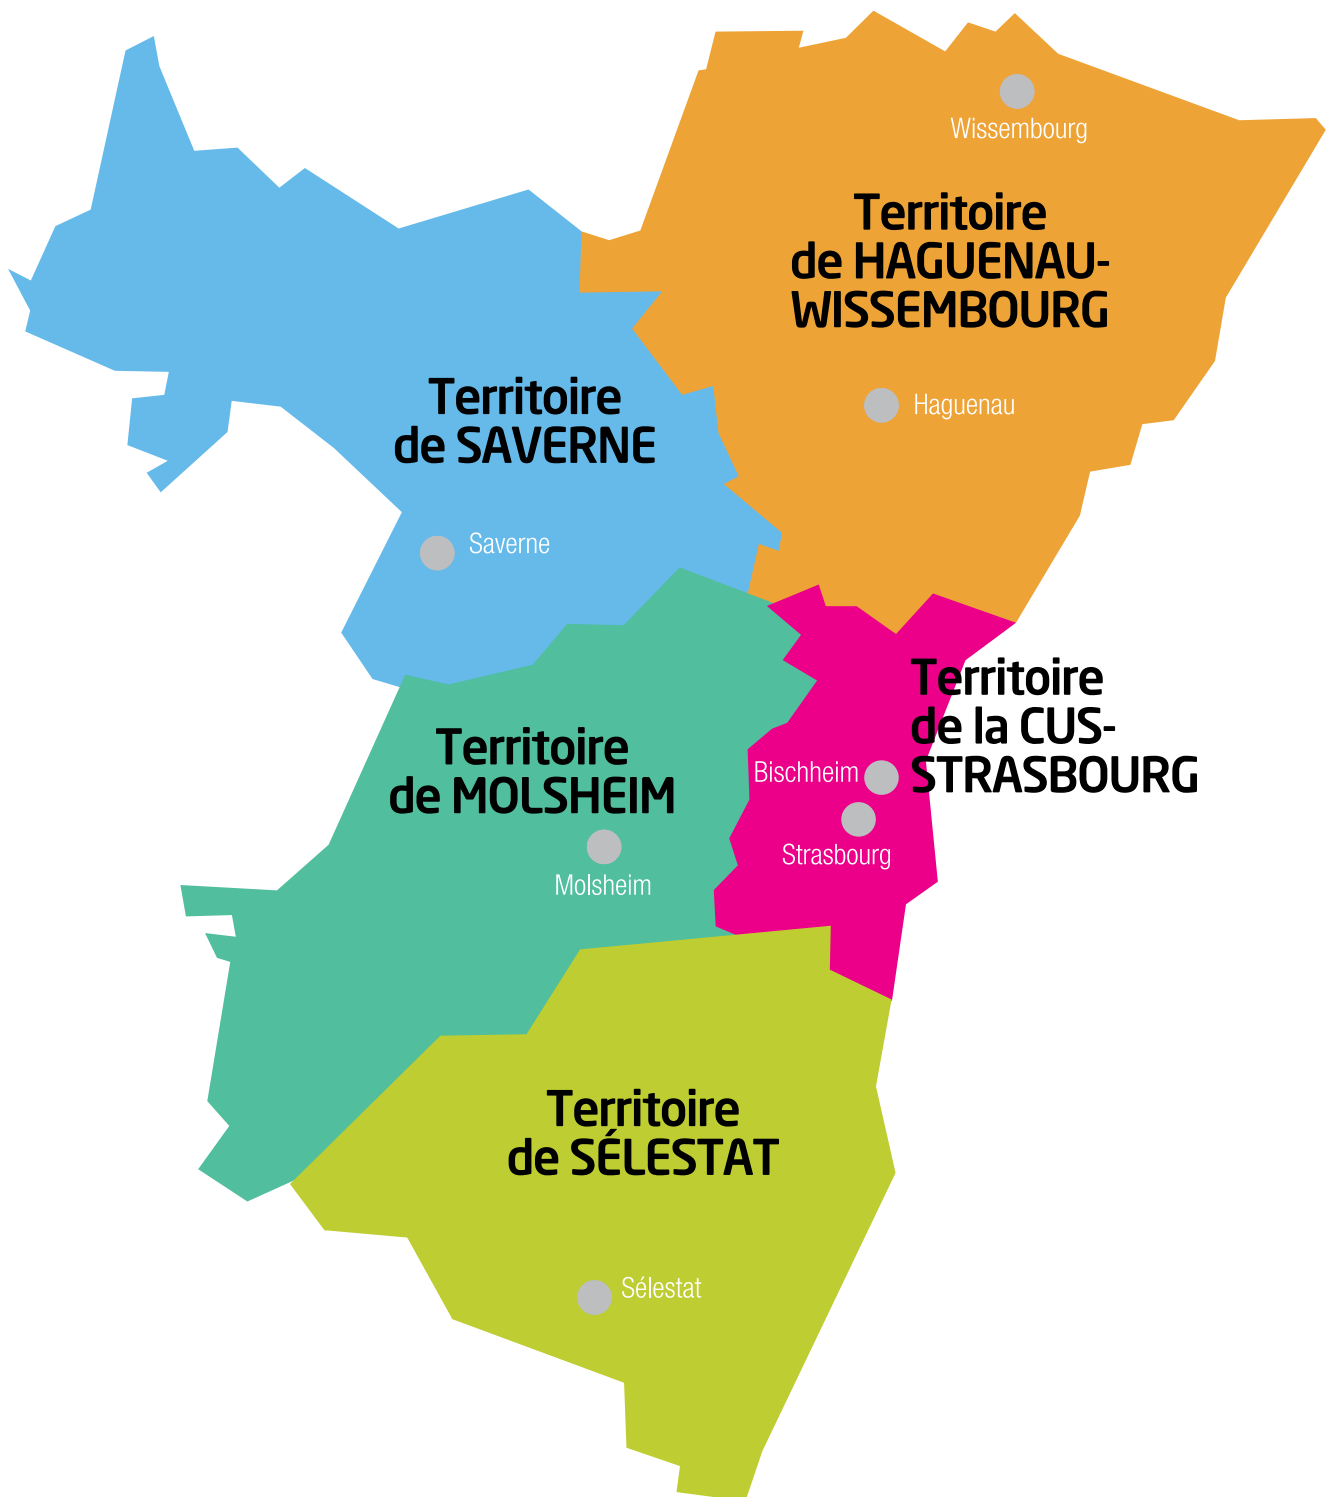 Wissembourg
Territoire
de HAGUENAU-
WISSEMBOURG
Haguenau
Territoire
de SAVERNE
Saverne
Territoire
de la CUS-
STRASBOURG
Bischheim
Strasbourg
Territoire
de MOLSHEIM
Molsheim
Territoire
de SÉLESTAT
Sélestat